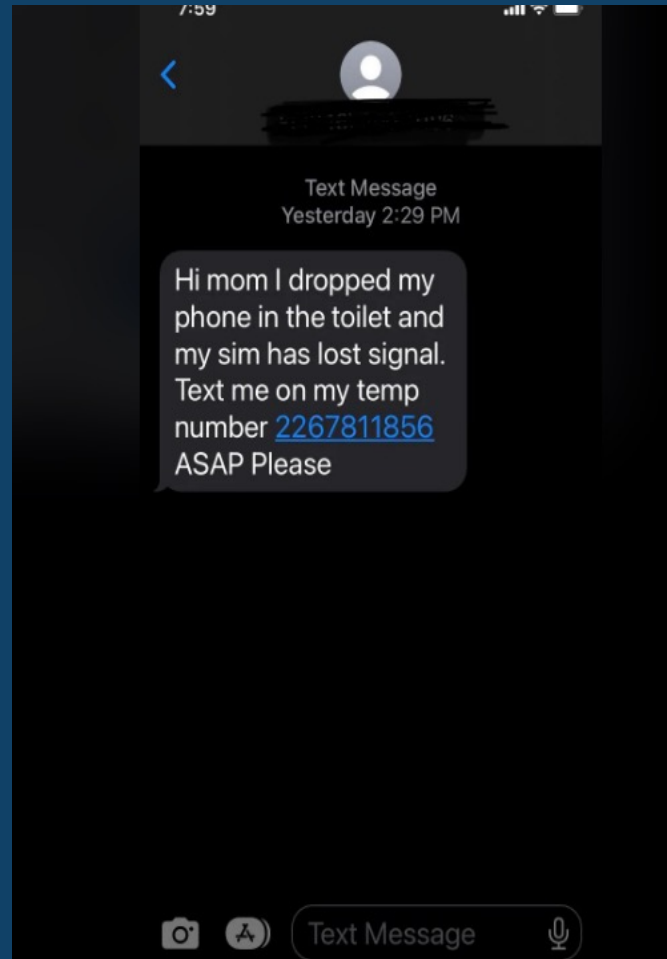 7:59
Text Message
Yesterday 2:29 PM
Hi mom I dropped my
phone in the toilet and
my sim has lost signal.
Text me on my temp
number 2267811856
ASAP Please
Text Message